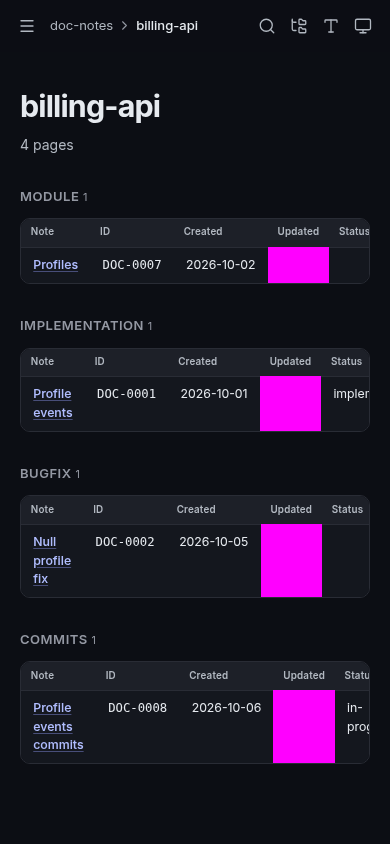 doc-notes > billing-api
billing-api
4 pages
MODULE 1
Note ID Created Updated Status
Profiles DOC-0007 2026-10-02
IMPLEMENTATION 1
Note ID Created Updated Status
Profile DOC-0001 2026-10-01 impler
events
BUGFIX 1
Note ID Created Updated Status
Null DOC-0002 2026-10-05
profile
fix
COMMITS 1
Note ID Created Updated Statu
Profile DOC-0008 2026-10-06 in-
events prog
commits